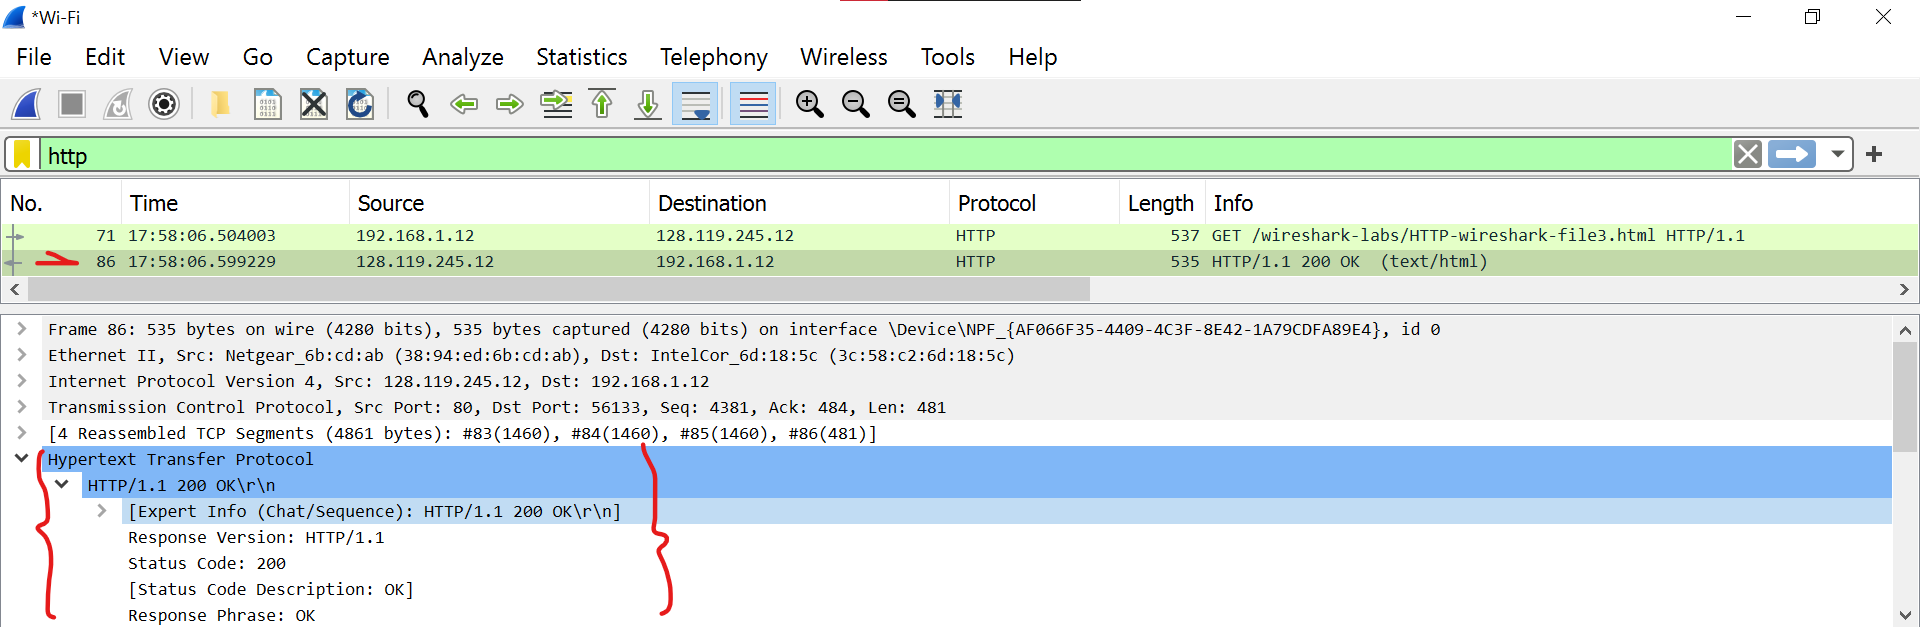 *Wi-Fi
File Edit View Go Capture Analyze Statistics Telephony Wireless Tools Help
http
No. Time Source Destination Protocol Length Info
71 17:58:06.504003 192.168.1.12 128.119.245.12 HTTP 537 GET /wireshark-labs/HTTP-wireshark-file3.html HTTP/1.1
86 17:58:06.599229 128.119.245.12 192.168.1.12 HTTP 535 HTTP/1.1 200 OK (text/html)
Frame 86: 535 bytes on wire (4280 bits), 535 bytes captured (4280 bits) on interface \Device\NPF_{AF066F35-4409-4C3F-8E42-1A79CDFA89E4}, id 0
Ethernet II, Src: Netgear_6b:cd:ab (38:94:ed:6b:cd:ab), Dst: IntelCor_6d:18:5c (3c:58:c2:6d:18:5c)
Internet Protocol Version 4, Src: 128.119.245.12, Dst: 192.168.1.12
Transmission Control Protocol, Src Port: 80, Dst Port: 56133, Seq: 4381, Ack: 484, Len: 481
[4 Reassembled TCP Segments (4861 bytes): #83(1460), #84(1460), #85(1460), #86(481)]
Hypertext Transfer Protocol
HTTP/1.1 200 OK\r\n
[Expert Info (Chat/Sequence): HTTP/1.1 200 OK\r\n]
Response Version: HTTP/1.1
Status Code: 200
[Status Code Description: OK]
Response Phrase: OK